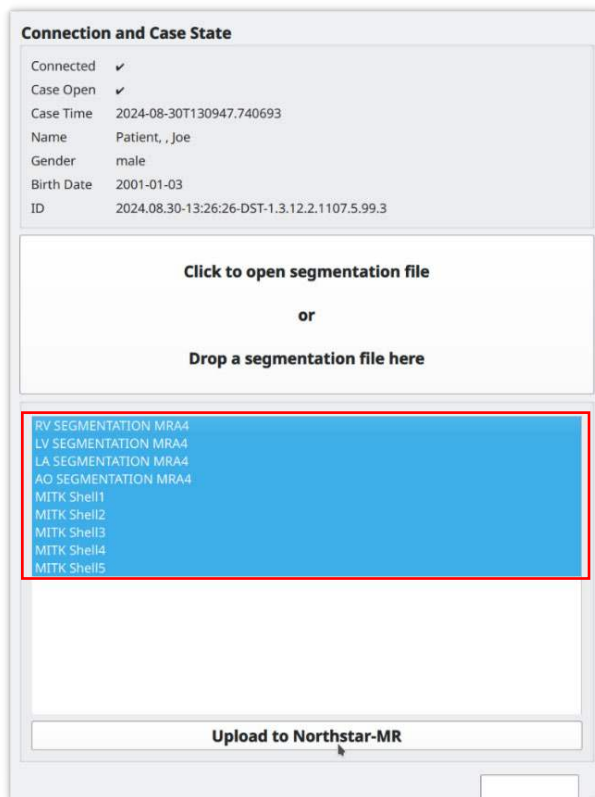 Connection and Case State
Connected ✔
Case Open ✔
Case Time 2024-08-30T130947.740693
Name Patient, , Joe
Gender male
Birth Date 2001-01-03
ID 2024.08.30-13:26:26-DST-1.3.12.2.1107.5.99.3
Click to open segmentation file
or
Drop a segmentation file here
RV SEGMENTATION MRA4
LV SEGMENTATION MRA4
LA SEGMENTATION MRA4
AO SEGMENTATION MRA4
MITK Shell1
MITK Shell2
MITK Shell3
MITK Shell4
MITK Shell5
Upload to Northstar-MR